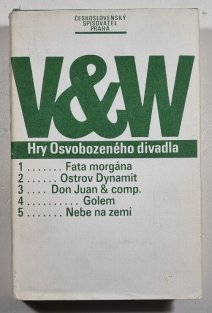 ČESKOSLOVENSKÝ
SPISOVATEL
PRAHA
V&W
Hry Osvobozeného divadla
1 ....... Fata morgána
2 ...... Ostrov Dynamit
3 .... Don Juan & comp.
4 .......... Golem
5 ....... Nebe na zemi